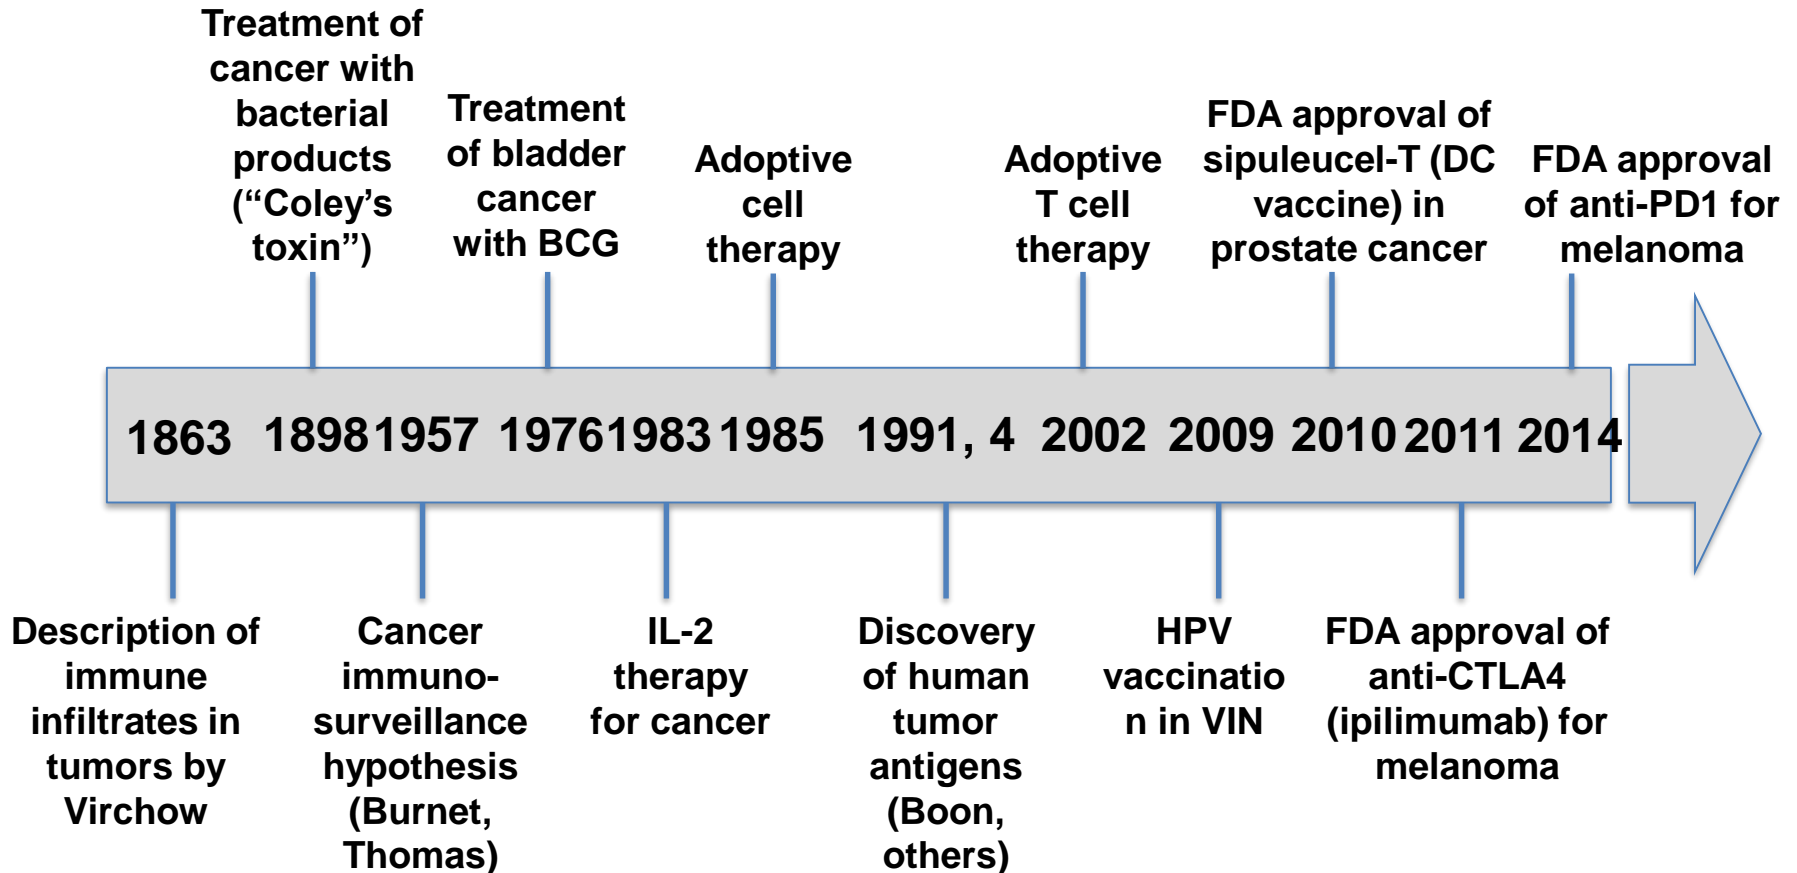 Treatment of
cancer with
bacterial
products
(“Coley’s
toxin”)
Treatment
of bladder
cancer
with BCG
Adoptive
cell
therapy
Adoptive
T cell
therapy
FDA approval of
sipuleucel-T (DC
vaccine) in
prostate cancer
FDA approval
of anti-PD1 for
melanoma
1863 1898 1957 1976 1983 1985 1991, 4 2002 2009 2010 2011 2014
Description of
immune
infiltrates in
tumors by
Virchow
Cancer
immuno-
surveillance
hypothesis
(Burnet,
Thomas)
IL-2
therapy
for cancer
Discovery
of human
tumor
antigens
(Boon,
others)
HPV
vaccinatio
n in VIN
FDA approval of
anti-CTLA4
(ipilimumab) for
melanoma